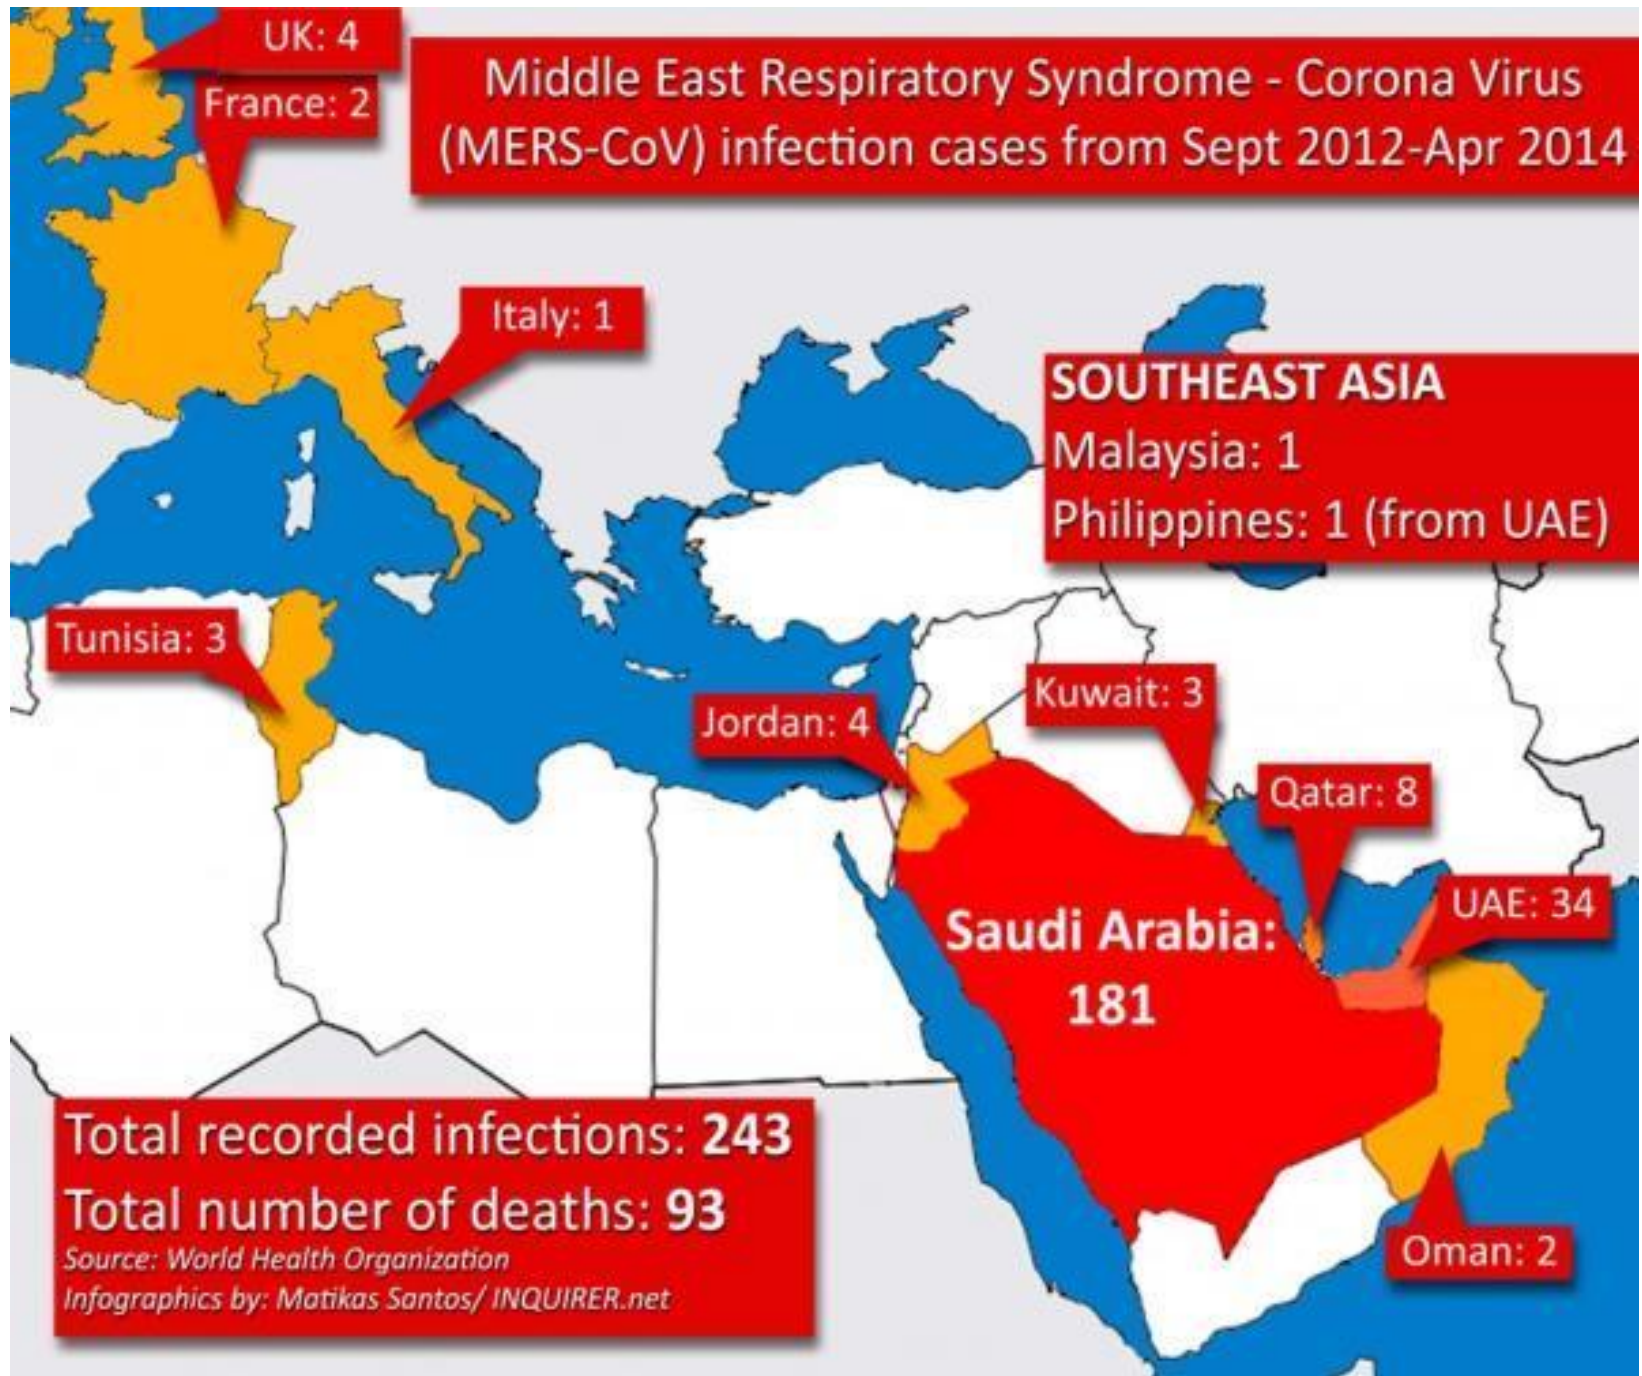 UK: 4
Middle East Respiratory Syndrome - Corona Virus
(MERS-CoV) infection cases from Sept 2012-Apr 2014
France: 2
Italy: 1
SOUTHEAST ASIA
Malaysia: 1
Philippines: 1 (from UAE)
Tunisia: 3
Jordan: 4
Kuwait: 3
Qatar: 8
UAE: 34
Saudi Arabia:
181
Total recorded infections: 243
Total number of deaths: 93
Source: World Health Organization
Infographics by: Matikas Santos/ INQUIRER.net
Oman: 2